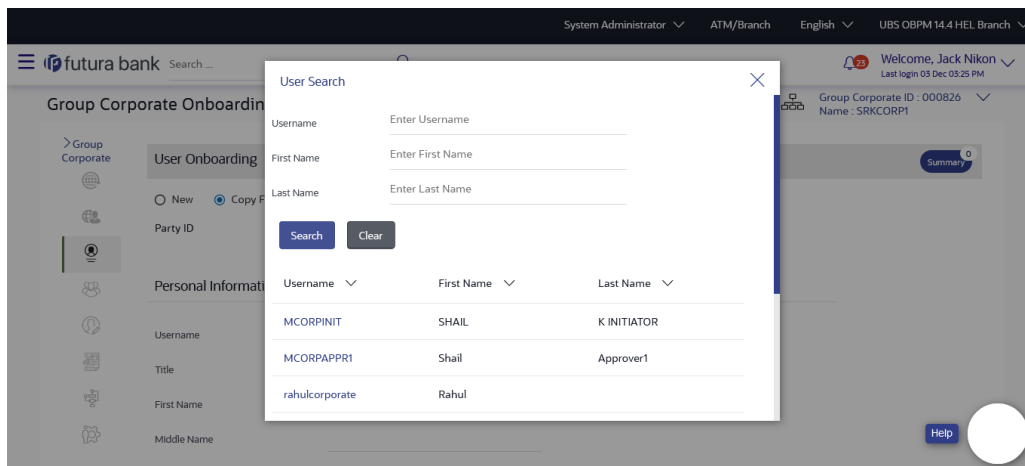 System Administrator ATM/Branch English UBS OBPM 14.4 HEL Branch
futura bank Search ...
23 Welcome, Jack Nikon
Last login 03 Dec 03:25 PM
Group Corporate Onboardin
Group Corporate ID : 000826
Name : SRKCORP1
Group
Corporate
User Onboarding
Summary 0
New Copy F
Party ID
Personal Informati
Username
Title
First Name
Middle Name
User Search
Username Enter Username
First Name Enter First Name
Last Name Enter Last Name
Search Clear
Username First Name Last Name
MCORPINIT SHAIL K INITIATOR
MCORPAPPR1 Shail Approver1
rahulcorporate Rahul
Help